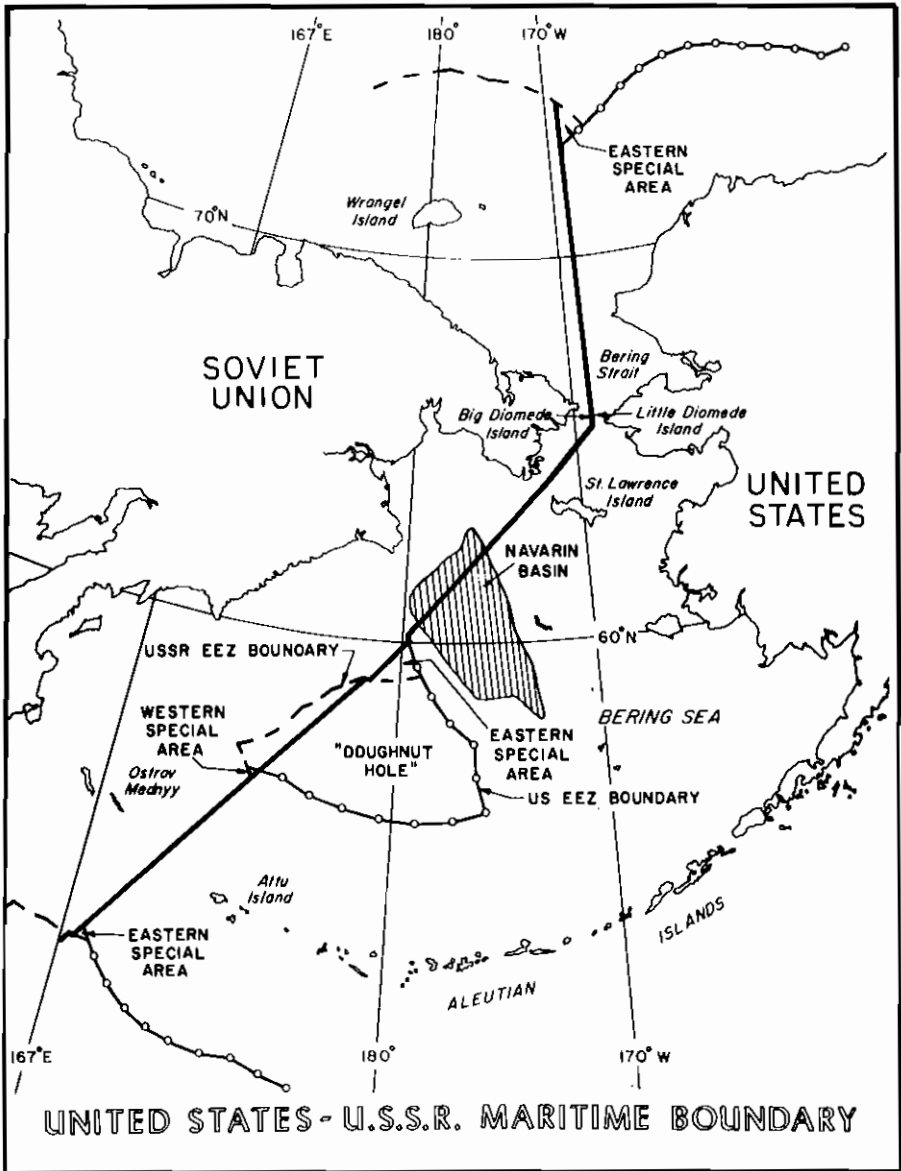 167°E
180°
170°W
EASTERN
SPECIAL
AREA
Wrangel
Island
70°N
SOVIET
UNION
Bering
Strait
Big Diomede
Island
Little Diomede
Island
St. Lawrence
Island
UNITED
STATES
NAVARIN
BASIN
60°N
USSR EEZ BOUNDARY
WESTERN
SPECIAL
AREA
BERING SEA
"DOUGHNUT
HOLE"
EASTERN
SPECIAL
AREA
Ostrov
Mednyy
US EEZ BOUNDARY
Attu
Island
EASTERN
SPECIAL
AREA
ALEUTIAN
ISLANDS
167°E
180°
170°W
UNITED STATES - U.S.S.R. MARITIME BOUNDARY